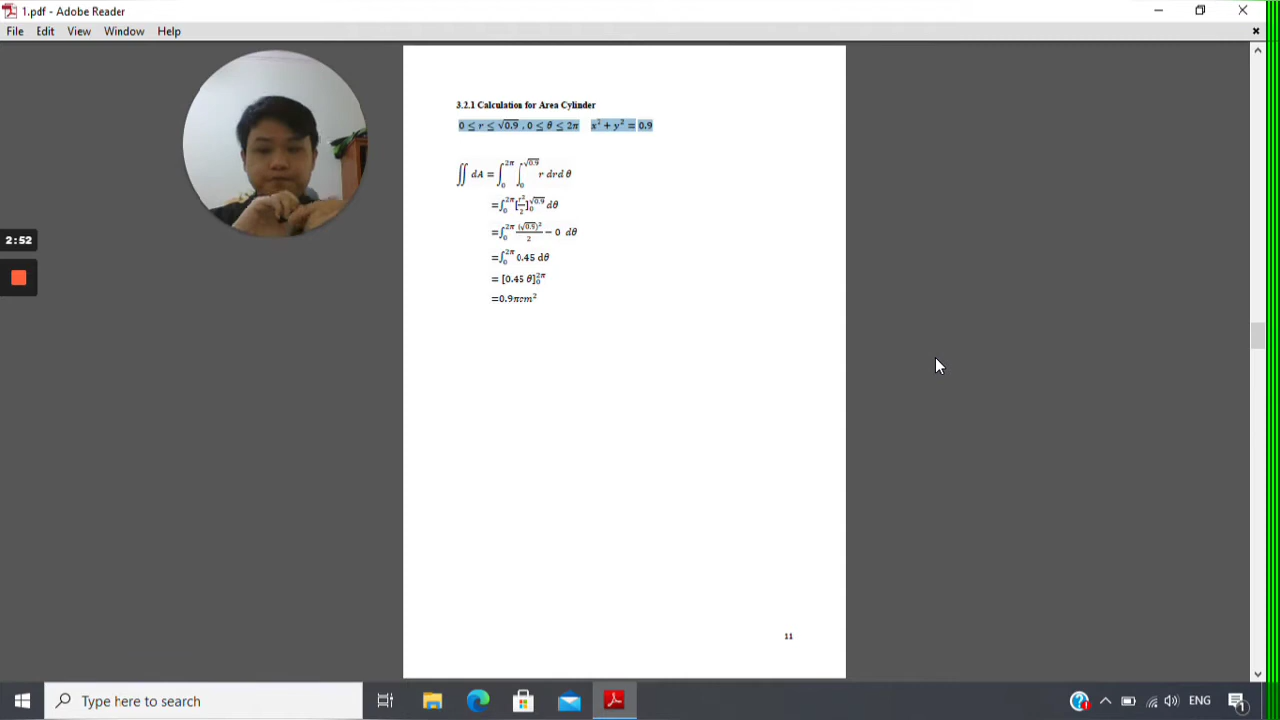 1.pdf - Adobe Reader
File Edit View Window Help
3.2.1 Calculation for Area Cylinder
0 ≤ r ≤ √0.9 , 0 ≤ θ ≤ 2π x² + y² = 0.9
∬ dA = ∫₀^2π ∫₀^√0.9 r drd θ
=∫₀^2π [r²/2]₀^√0.9 dθ
=∫₀^2π (√0.9)²/2 − 0 dθ
=∫₀^2π 0.45 dθ
= [0.45 θ]₀^2π
=0.9πcm²
2:52
11
Type here to search
ENG
1